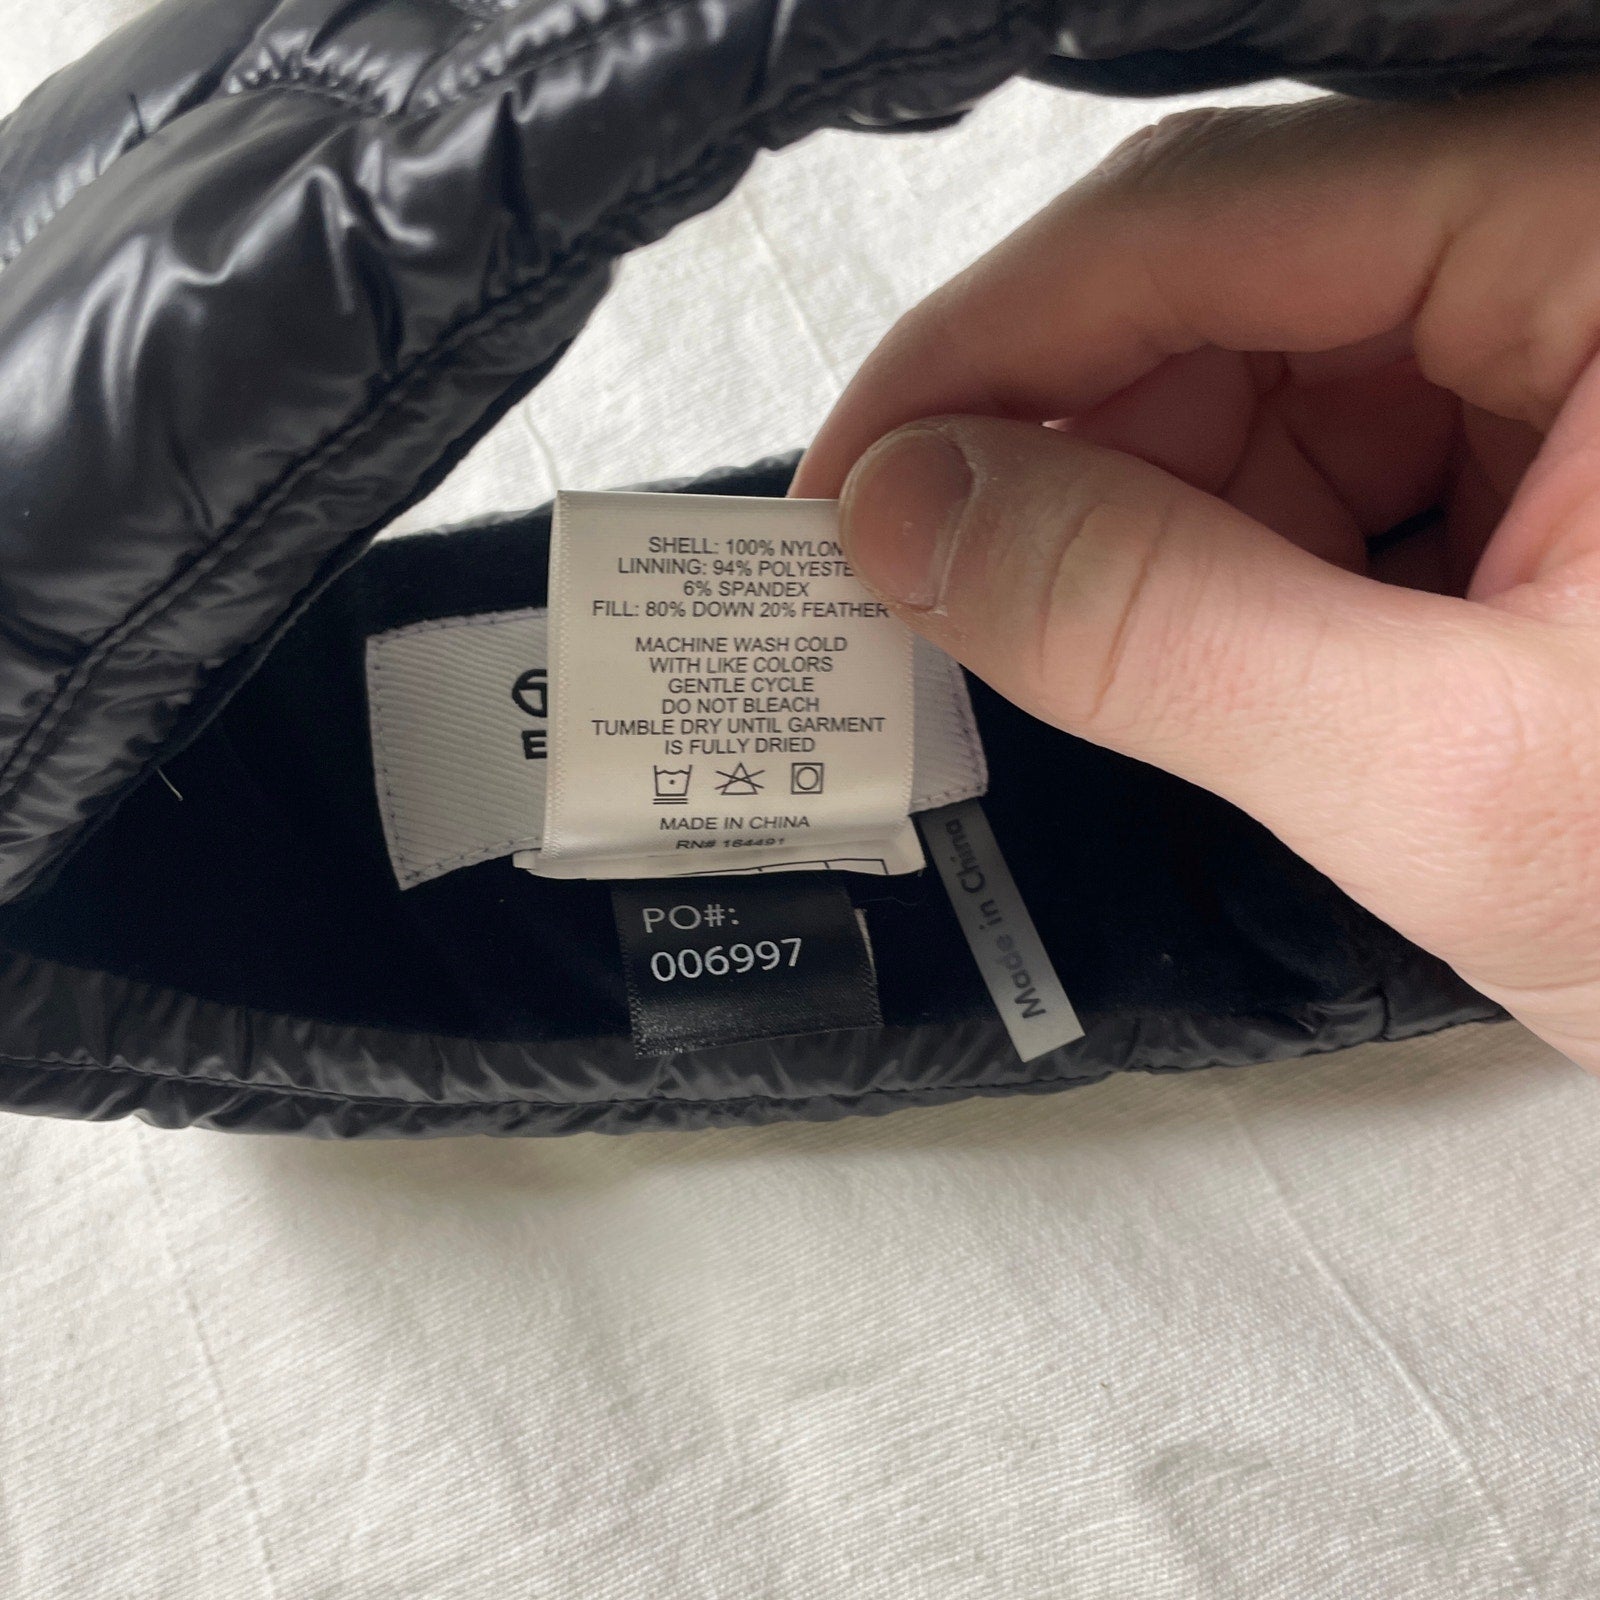 SHELL: 100% NYLON
LINNING: 94% POLYESTE
6% SPANDEX
FILL: 80% DOWN 20% FEATHER
MACHINE WASH COLD
WITH LIKE COLORS
GENTLE CYCLE
DO NOT BLEACH
TUMBLE DRY UNTIL GARMENT
IS FULLY DRIED
MADE IN CHINA
RN# 164491
E
PO#:
006997
Made in China